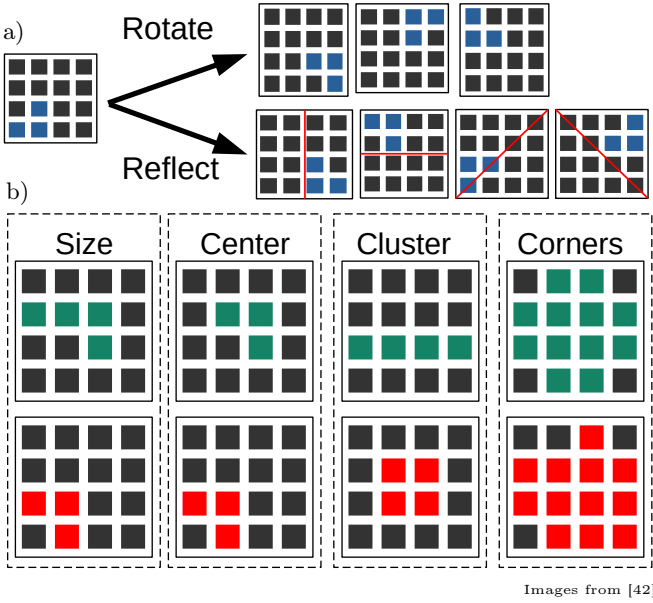 a)
Rotate
Reflect
b)
Size Center Cluster Corners
Images from [42]